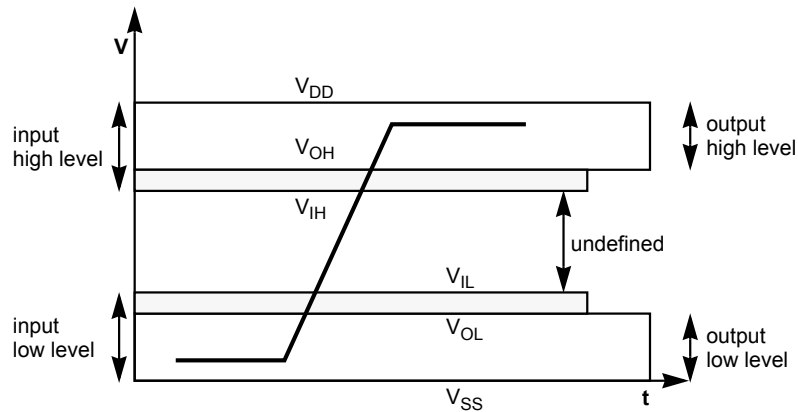 V
V_DD
input
high level
V_OH
output
high level
V_IH
undefined
V_IL
input
low level
V_OL
output
low level
V_SS
t